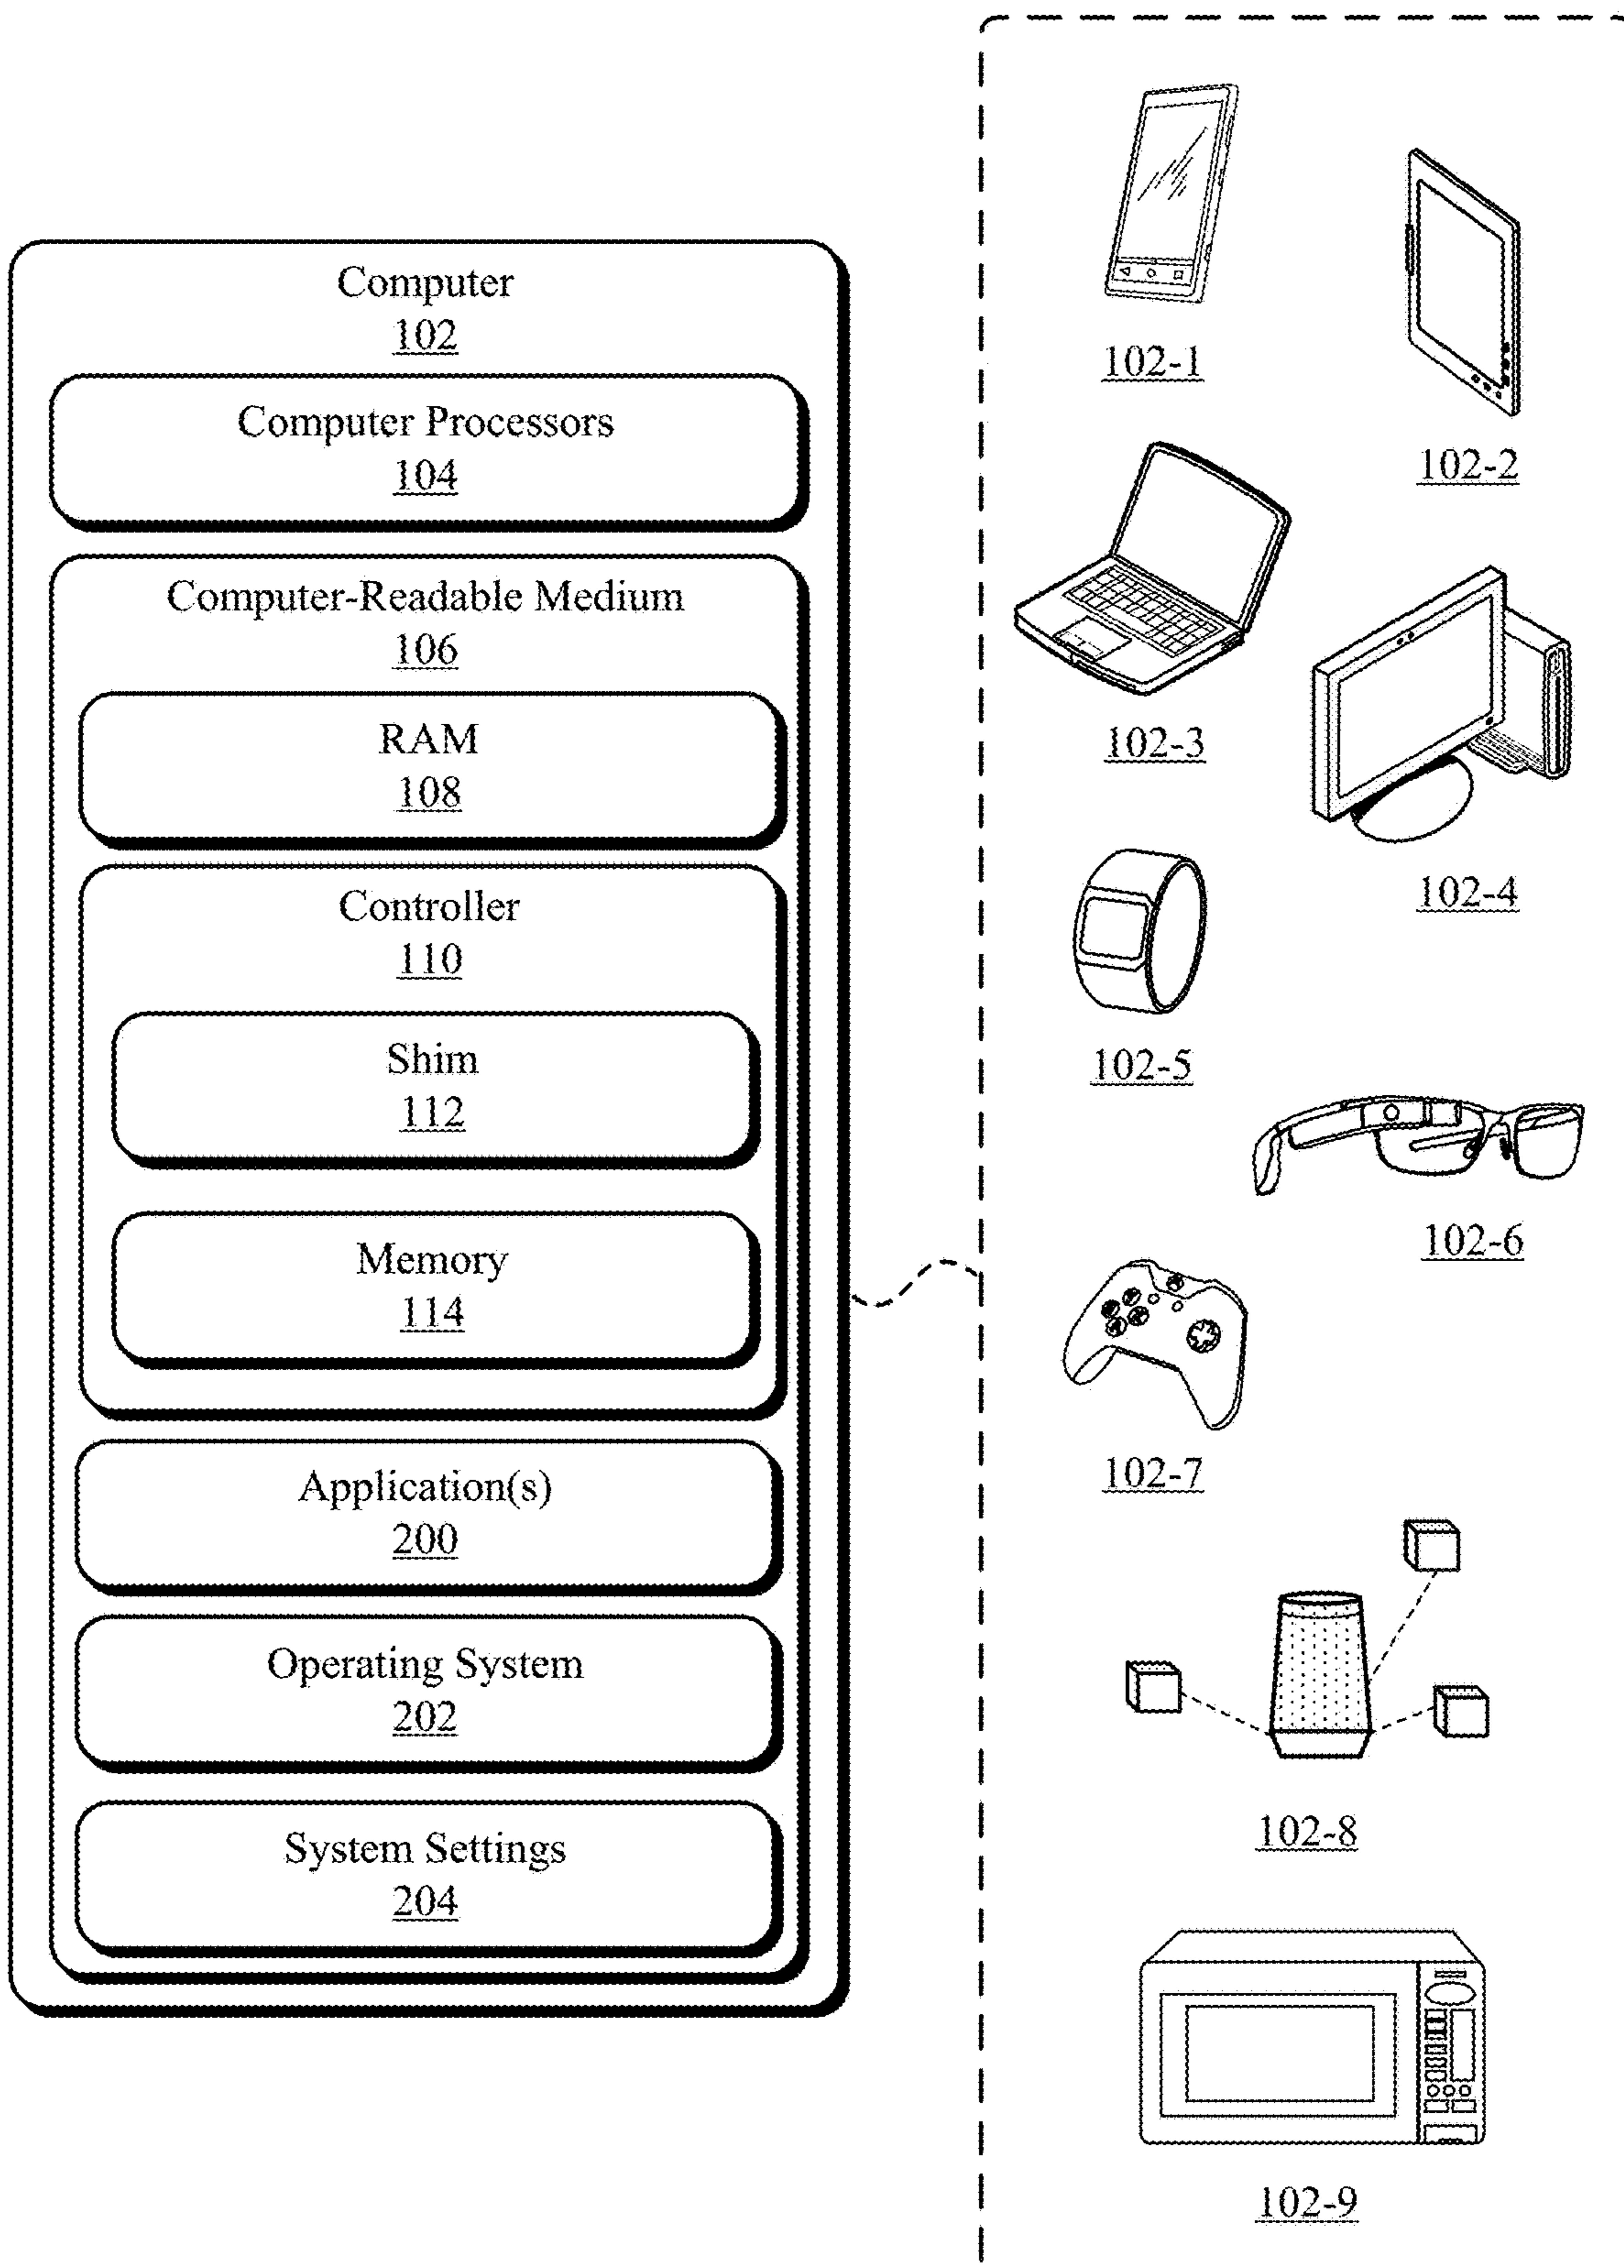 Computer
102
Computer Processors
104
Computer-Readable Medium
106
RAM
108
Controller
110
Shim
112
Memory
114
Application(s)
200
Operating System
202
System Settings
204
102-1
102-2
102-3
102-4
102-5
102-6
102-7
102-8
102-9